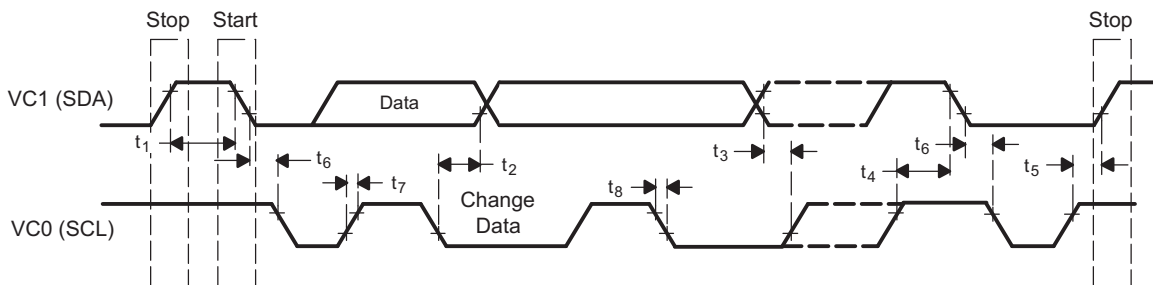 Stop
Start
Stop
VC1 (SDA)
Data
t1
t6
t2
t3
t6
t4
t5
t7
t8
Change
Data
VC0 (SCL)